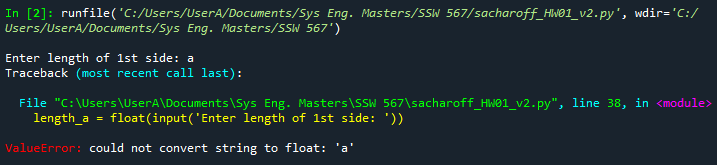 In [2]: runfile('C:/Users/UserA/Documents/Sys Eng. Masters/SSW 567/sacharoff_HW01_v2.py', wdir='C:/
Users/UserA/Documents/Sys Eng. Masters/SSW 567')
Enter length of 1st side: a
Traceback (most recent call last):
File "C:\Users\UserA\Documents\Sys Eng. Masters\SSW 567\sacharoff_HW01_v2.py", line 38, in <module>
length_a = float(input('Enter length of 1st side: '))
ValueError: could not convert string to float: 'a'